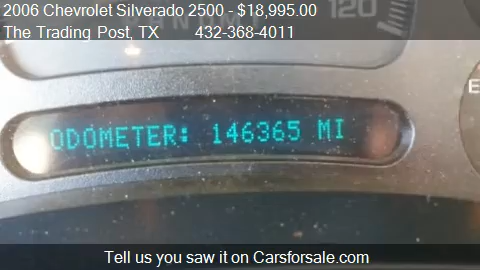 2006 Chevrolet Silverado 2500 - $18,995.00
The Trading Post, TX 432-368-4011
120
ODOMETER: 146365 MI
E
Tell us you saw it on Carsforsale.com